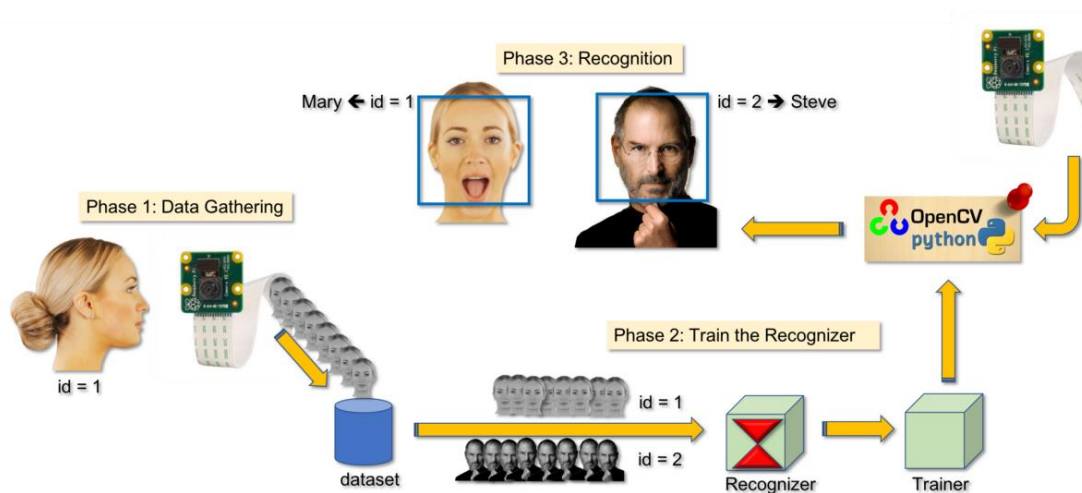 Phase 3: Recognition
Mary 🡸 id = 1
id = 2 🡺 Steve
Phase 1: Data Gathering
OpenCV
python
Phase 2: Train the Recognizer
id = 1
id = 1
id = 2
dataset
Recognizer
Trainer